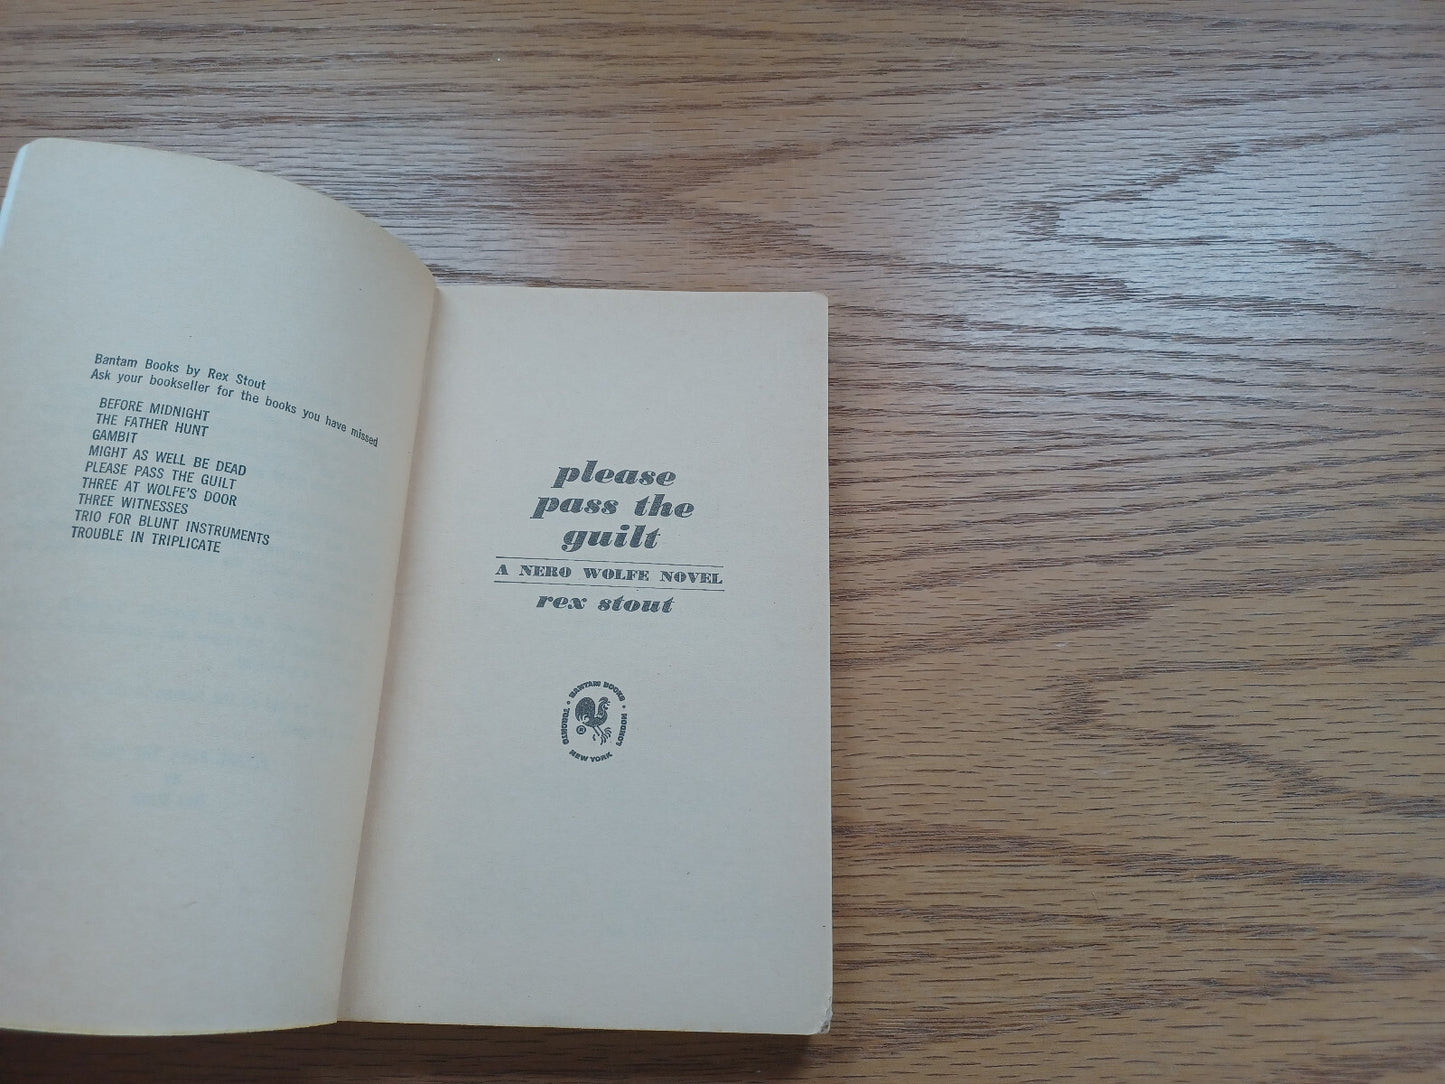 Bantam Books by Rex Stout
Ask your bookseller for the books you have missed
BEFORE MIDNIGHT
THE FATHER HUNT
GAMBIT
MIGHT AS WELL BE DEAD
PLEASE PASS THE GUILT
THREE AT WOLFE'S DOOR
THREE WITNESSES
TRIO FOR BLUNT INSTRUMENTS
TROUBLE IN TRIPLICATE
please
pass the
guilt
A NERO WOLFE NOVEL
rex stout
BANTAM BOOKS
TORONTO • NEW YORK • LONDON